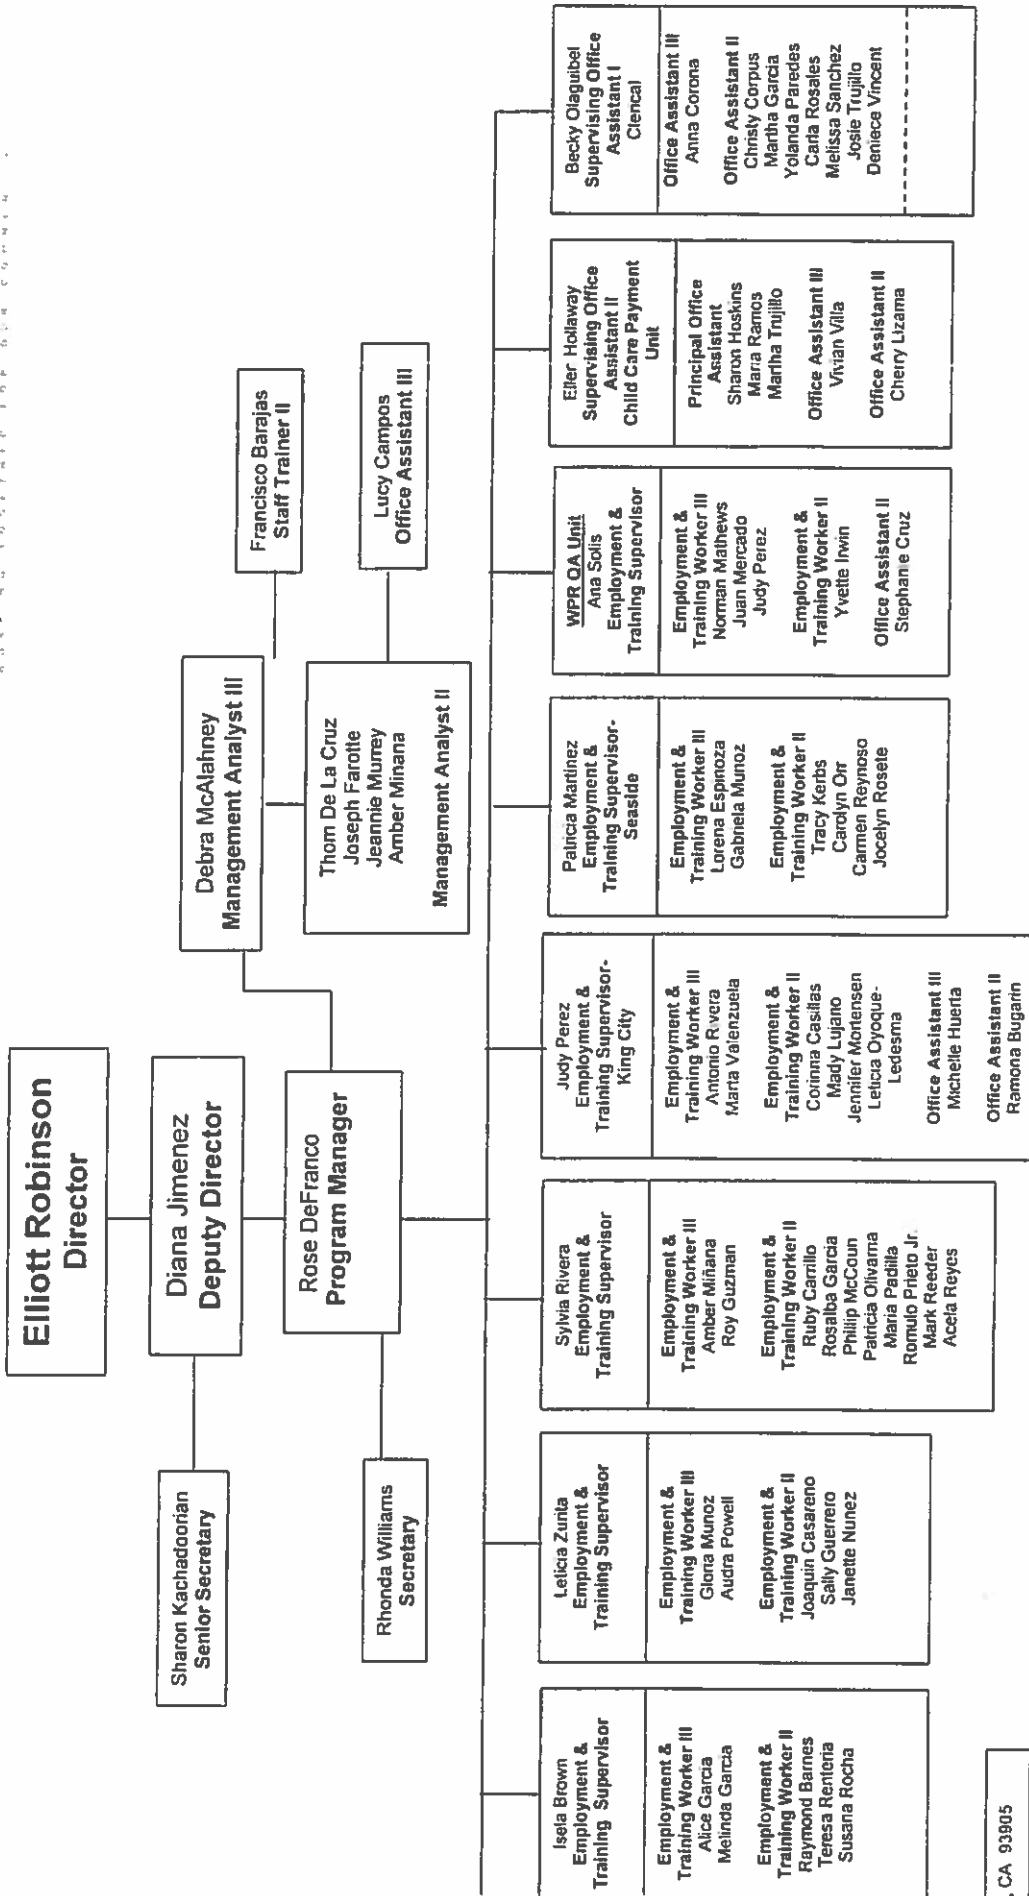 Elliott Robinson
Director
Sharon Kachadoorian
Senior Secretary
Diana Jimenez
Deputy Director
Rhonda Williams
Secretary
Rose DeFranco
Program Manager
Debra McAlahney
Management Analyst III
Francisco Barajas
Staff Trainer II
Thom De La Cruz
Joseph Farotte
Jeannie Murrey
Amber Minana
Management Analyst II
Lucy Campos
Office Assistant III
Isela Brown
Employment &
Training Supervisor
Employment &
Training Worker III
Alice Garcia
Melinda Garcia
Employment &
Training Worker II
Raymond Barnes
Teresa Renteria
Susana Rocha
Leticia Zurita
Employment &
Training Supervisor
Employment &
Training Worker III
Gloria Munoz
Audra Powell
Employment &
Training Worker II
Joaquin Casareno
Sally Guerrero
Janette Nunez
Sylvia Rivera
Employment &
Training Supervisor
Employment &
Training Worker III
Amber Miñana
Roy Guzman
Employment &
Training Worker II
Ruby Carrillo
Rosalba Garcia
Phillip McCoun
Patricia Olivarria
Maria Padilla
Romulo Prieto Jr.
Mark Reeder
Acela Reyes
Judy Perez
Employment &
Training Supervisor-
King City
Employment &
Training Worker III
Antonio Rivera
Marta Valenzuela
Employment &
Training Worker II
Corinna Casillas
Mady Lujano
Jennifer Mortensen
Leticia Oyoque-
Ledesma
Office Assistant III
Michelle Huerta
Office Assistant II
Ramona Bugarin
Patricia Martinez
Employment &
Training Supervisor-
Seaside
Employment &
Training Worker III
Lorena Espinoza
Gabriela Munoz
Employment &
Training Worker II
Tracy Kerbs
Carolyn Orr
Carmen Reynoso
Jocelyn Rosete
WPR QA Unit
Ana Solis
Employment &
Training Supervisor
Employment &
Training Worker III
Norman Mathews
Juan Mercado
Judy Perez
Employment &
Training Worker II
Yvette Irwin
Office Assistant II
Stephanie Cruz
Eller Hollaway
Supervising Office
Assistant II
Child Care Payment
Unit
Principal Office
Assistant
Sharon Hoskins
Maria Ramos
Martha Trujillo
Office Assistant III
Vivian Villa
Office Assistant II
Cherry Lizama
Becky Olaguibel
Supervising Office
Assistant I
Clerical
Office Assistant III
Anna Corona
Office Assistant II
Christy Corpus
Martha Garcia
Yolanda Paredes
Carla Rosales
Melissa Sanchez
Josie Trujillo
Deniece Vincent
, CA 93905